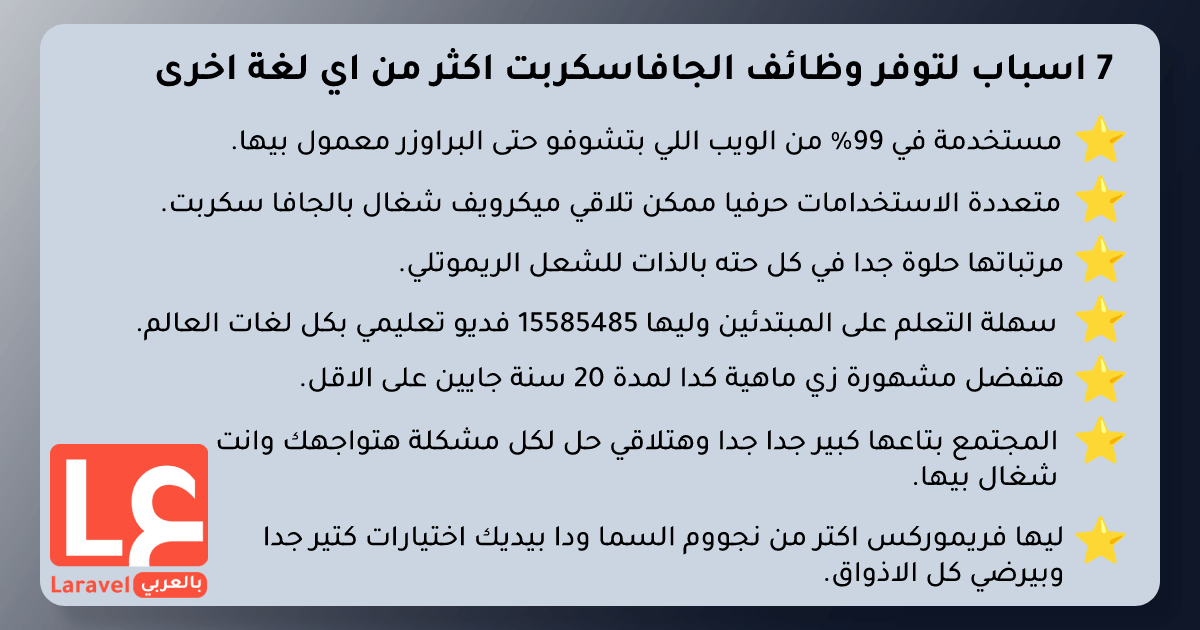 7 اسباب لتوفر وظائف الجافاسكربت اكثر من اي لغة اخرى
مستخدمة في 99% من الويب اللي بتشوفو حتى البراوزر معمول بيها.
متعددة الاستخدامات حرفيا ممكن تلاقي ميكرويف شغال بالجافا سكربت.
مرتباتها حلوة جدا في كل حته بالذات للشعل الريموتلي.
سهلة التعلم على المبتدئين وليها 15585485 فديو تعليمي بكل لغات العالم.
هتفضل مشهورة زي ماهية كدا لمدة 20 سنة جايين على الاقل.
المجتمع بتاعها كبير جدا جدا وهتلاقي حل لكل مشكلة هتواجهك وانت
شغال بيها.
ليها فريموركس اكتر من نجووم السما ودا بيديك اختيارات كتير جدا
وبيرضي كل الاذواق.
L ع
Laravel بالعربي